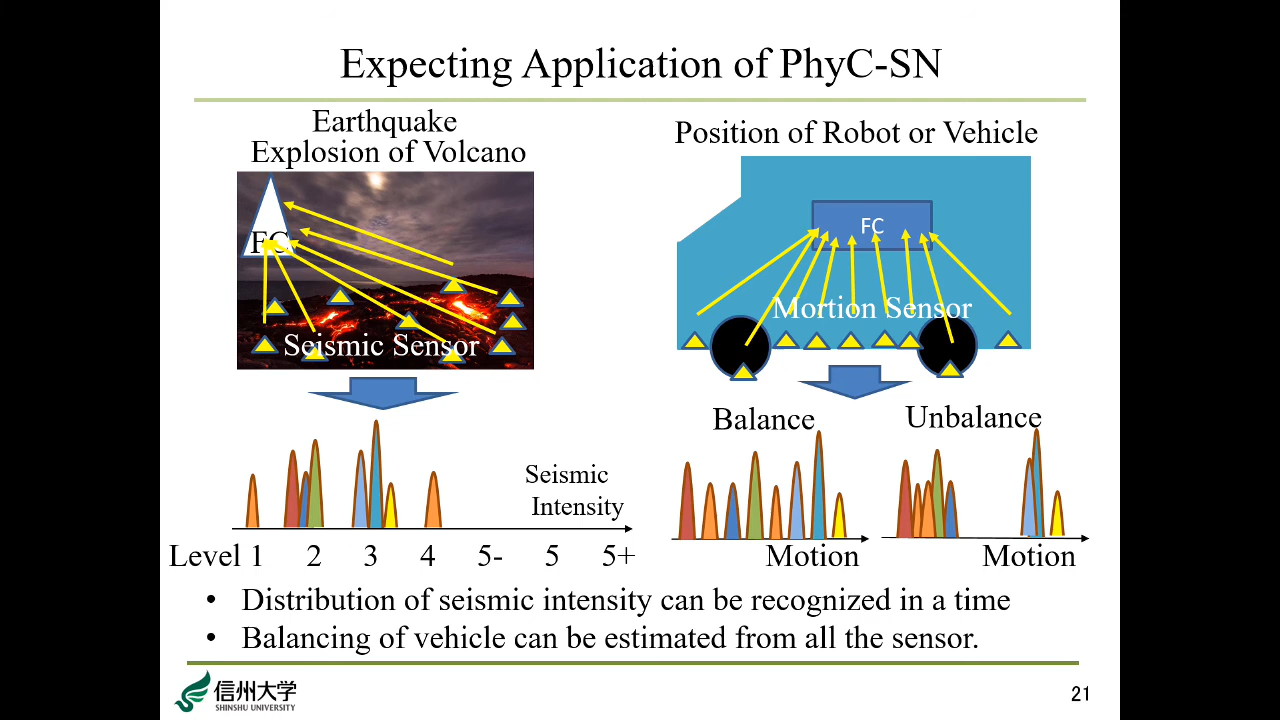 Expecting Application of PhyC-SN
Earthquake
Explosion of Volcano
FC
Seismic Sensor
Position of Robot or Vehicle
FC
Mortion Sensor
Seismic
Intensity
Level 1 2 3 4 5- 5 5+
Balance
Unbalance
Motion
Motion
• Distribution of seismic intensity can be recognized in a time
• Balancing of vehicle can be estimated from all the sensor.
信州大学
SHINSHU UNIVERSITY
21